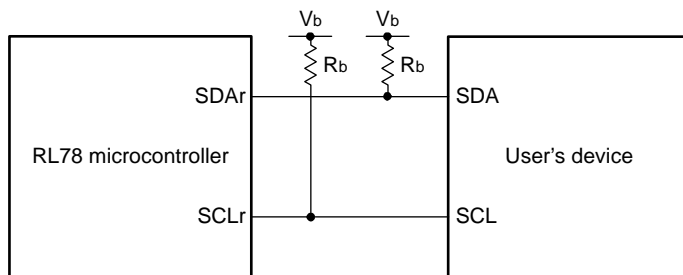 Vb Vb
Rb Rb
SDAr SDA
RL78 microcontroller User's device
SCLr SCL